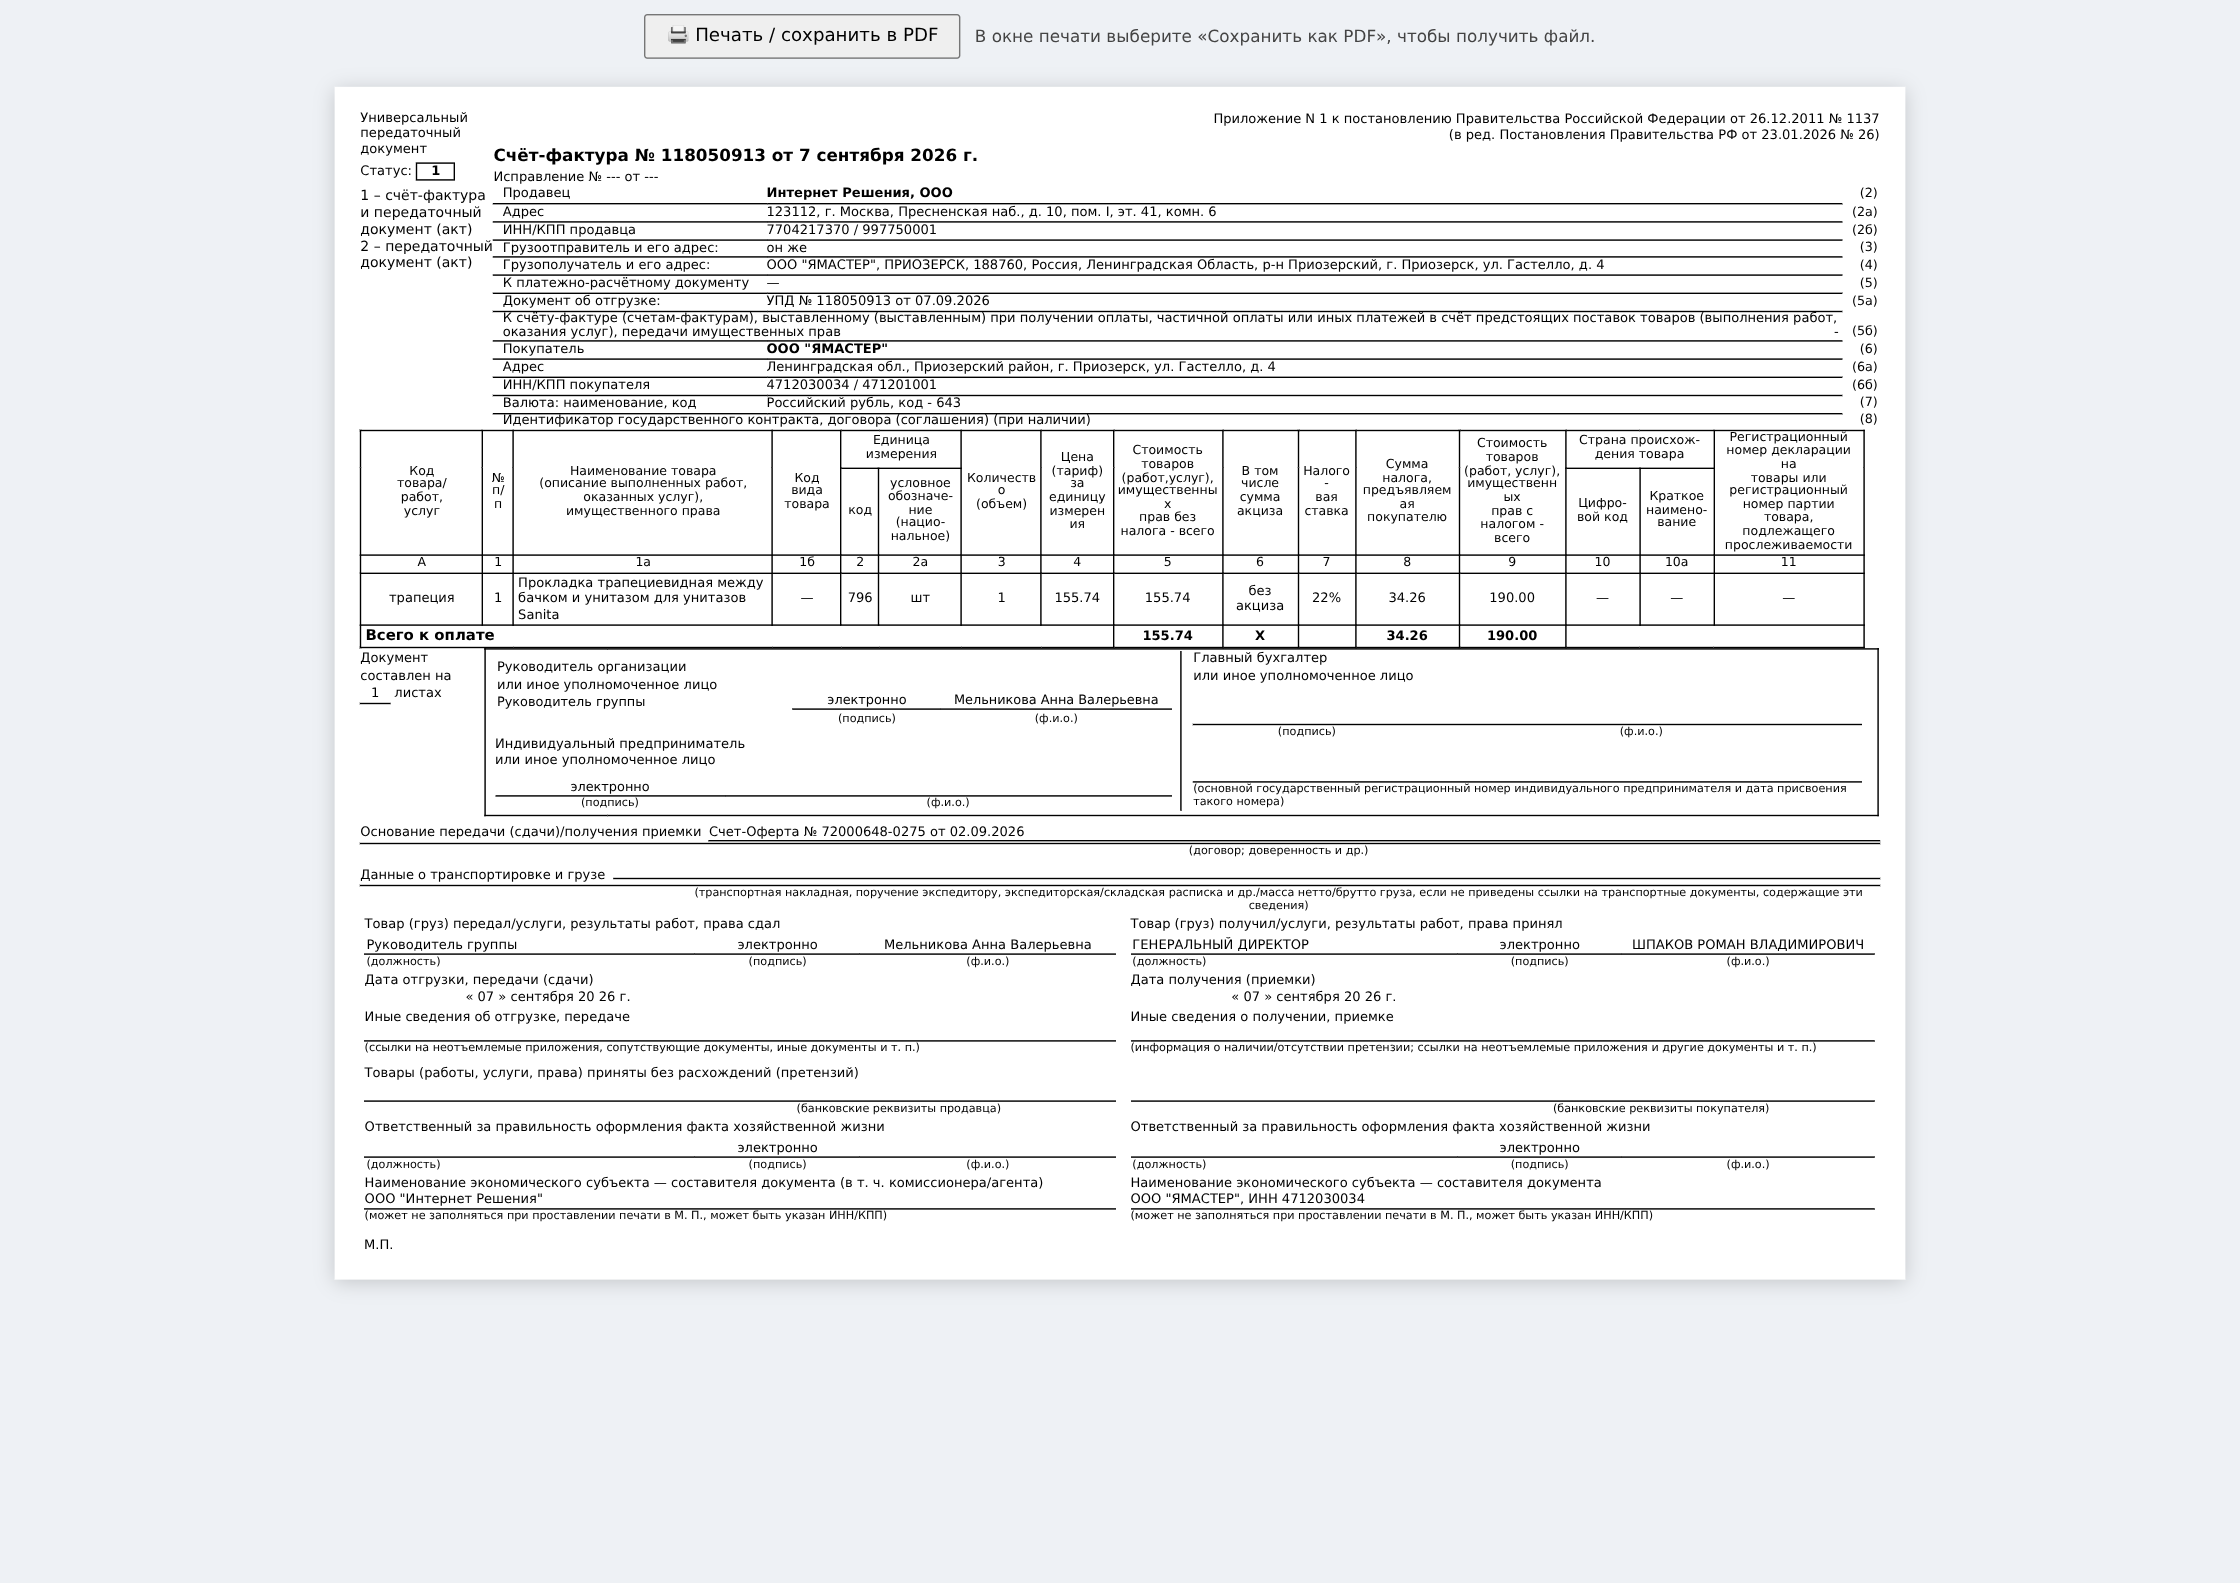 Печать / сохранить в PDF
В окне печати выберите «Сохранить как PDF», чтобы получить файл.
Универсальный
передаточный
документ
Статус: 1
1 – счёт-фактура
и передаточный
документ (акт)
2 – передаточный
документ (акт)
Приложение N 1 к постановлению Правительства Российской Федерации от 26.12.2011 № 1137
(в ред. Постановления Правительства РФ от 23.01.2026 № 26)
Счёт-фактура № 118050913 от 7 сентября 2026 г.
Исправление № --- от ---
Продавец Интернет Решения, ООО (2)
Адрес 123112, г. Москва, Пресненская наб., д. 10, пом. I, эт. 41, комн. 6 (2а)
ИНН/КПП продавца 7704217370 / 997750001 (2б)
Грузоотправитель и его адрес: он же (3)
Грузополучатель и его адрес: ООО "ЯМАСТЕР", ПРИОЗЕРСК, 188760, Россия, Ленинградская Область, р-н Приозерский, г. Приозерск, ул. Гастелло, д. 4 (4)
К платежно-расчётному документу — (5)
Документ об отгрузке: УПД № 118050913 от 07.09.2026 (5а)
К счёту-фактуре (счетам-фактурам), выставленному (выставленным) при получении оплаты, частичной оплаты или иных платежей в счёт предстоящих поставок товаров (выполнения работ,
оказания услуг), передачи имущественных прав - (5б)
Покупатель ООО "ЯМАСТЕР" (6)
Адрес Ленинградская обл., Приозерский район, г. Приозерск, ул. Гастелло, д. 4 (6а)
ИНН/КПП покупателя 4712030034 / 471201001 (6б)
Валюта: наименование, код Российский рубль, код - 643 (7)
Идентификатор государственного контракта, договора (соглашения) (при наличии) (8)
Код
товара/
работ,
услуг
№
п/
п
Наименование товара
(описание выполненных работ,
оказанных услуг),
имущественного права
Код
вида
товара
Единица
измерения
код
условное
обозначе-
ние
(нацио-
нальное)
Количеств
о
(объем)
Цена
(тариф)
за
единицу
измерен
ия
Стоимость
товаров
(работ,услуг),
имущественны
х
прав без
налога - всего
В том
числе
сумма
акциза
Налого
-
вая
ставка
Сумма
налога,
предъявляем
ая
покупателю
Стоимость
товаров
(работ, услуг),
имущественн
ых
прав с
налогом -
всего
Страна происхож-
дения товара
Цифро-
вой код
Краткое
наимено-
вание
Регистрационный
номер декларации
на
товары или
регистрационный
номер партии
товара,
подлежащего
прослеживаемости
А 1 1а 1б 2 2а 3 4 5 6 7 8 9 10 10а 11
трапеция 1
Прокладка трапециевидная между
бачком и унитазом для унитазов
Sanita
— 796 шт 1 155.74 155.74
без
акциза
22% 34.26 190.00 — — —
Всего к оплате 155.74 X 34.26 190.00
Документ
составлен на
1 листах
Руководитель организации
или иное уполномоченное лицо
Руководитель группы электронно Мельникова Анна Валерьевна
(подпись) (ф.и.о.)
Индивидуальный предприниматель
или иное уполномоченное лицо
электронно
(подпись) (ф.и.о.)
Главный бухгалтер
или иное уполномоченное лицо
(подпись) (ф.и.о.)
(основной государственный регистрационный номер индивидуального предпринимателя и дата присвоения
такого номера)
Основание передачи (сдачи)/получения приемки Счет-Оферта № 72000648-0275 от 02.09.2026
(договор; доверенность и др.)
Данные о транспортировке и грузе
(транспортная накладная, поручение экспедитору, экспедиторская/складская расписка и др./масса нетто/брутто груза, если не приведены ссылки на транспортные документы, содержащие эти
сведения)
Товар (груз) передал/услуги, результаты работ, права сдал
Руководитель группы электронно Мельникова Анна Валерьевна
(должность) (подпись) (ф.и.о.)
Дата отгрузки, передачи (сдачи)
« 07 » сентября 20 26 г.
Иные сведения об отгрузке, передаче
(ссылки на неотъемлемые приложения, сопутствующие документы, иные документы и т. п.)
Товары (работы, услуги, права) приняты без расхождений (претензий)
(банковские реквизиты продавца)
Ответственный за правильность оформления факта хозяйственной жизни
электронно
(должность) (подпись) (ф.и.о.)
Наименование экономического субъекта — составителя документа (в т. ч. комиссионера/агента)
ООО "Интернет Решения"
(может не заполняться при проставлении печати в М. П., может быть указан ИНН/КПП)
М.П.
Товар (груз) получил/услуги, результаты работ, права принял
ГЕНЕРАЛЬНЫЙ ДИРЕКТОР электронно ШПАКОВ РОМАН ВЛАДИМИРОВИЧ
(должность) (подпись) (ф.и.о.)
Дата получения (приемки)
« 07 » сентября 20 26 г.
Иные сведения о получении, приемке
(информация о наличии/отсутствии претензии; ссылки на неотъемлемые приложения и другие документы и т. п.)
(банковские реквизиты покупателя)
Ответственный за правильность оформления факта хозяйственной жизни
электронно
(должность) (подпись) (ф.и.о.)
Наименование экономического субъекта — составителя документа
ООО "ЯМАСТЕР", ИНН 4712030034
(может не заполняться при проставлении печати в М. П., может быть указан ИНН/КПП)